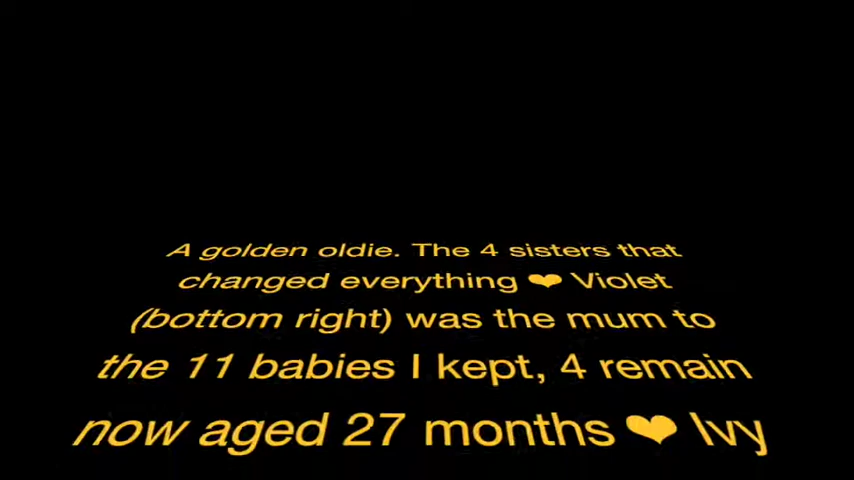 A golden oldie. The 4 sisters that
changed everything ❤ Violet
(bottom right) was the mum to
the 11 babies I kept, 4 remain
now aged 27 months ❤ Ivy